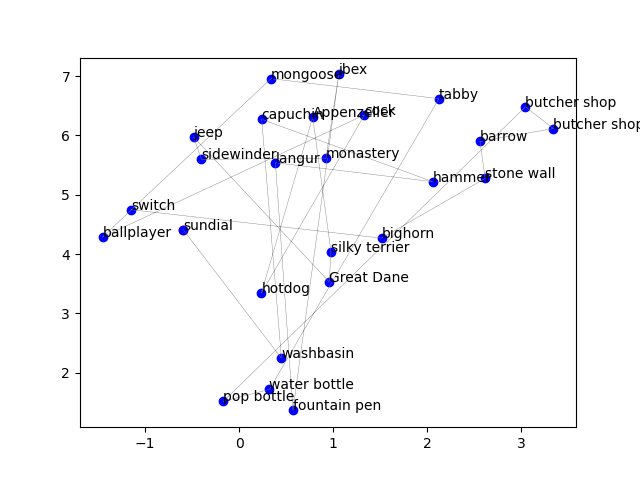 ibex
mongoose
tabby
butcher shop
capuchin
Appenzeller
cock
butcher shop
jeep
barrow
sidewinder
langur
monastery
hammer
stone wall
switch
ballplayer
sundial
bighorn
silky terrier
hotdog
Great Dane
washbasin
water bottle
pop bottle
fountain pen
7
6
5
4
3
2
−1
0
1
2
3